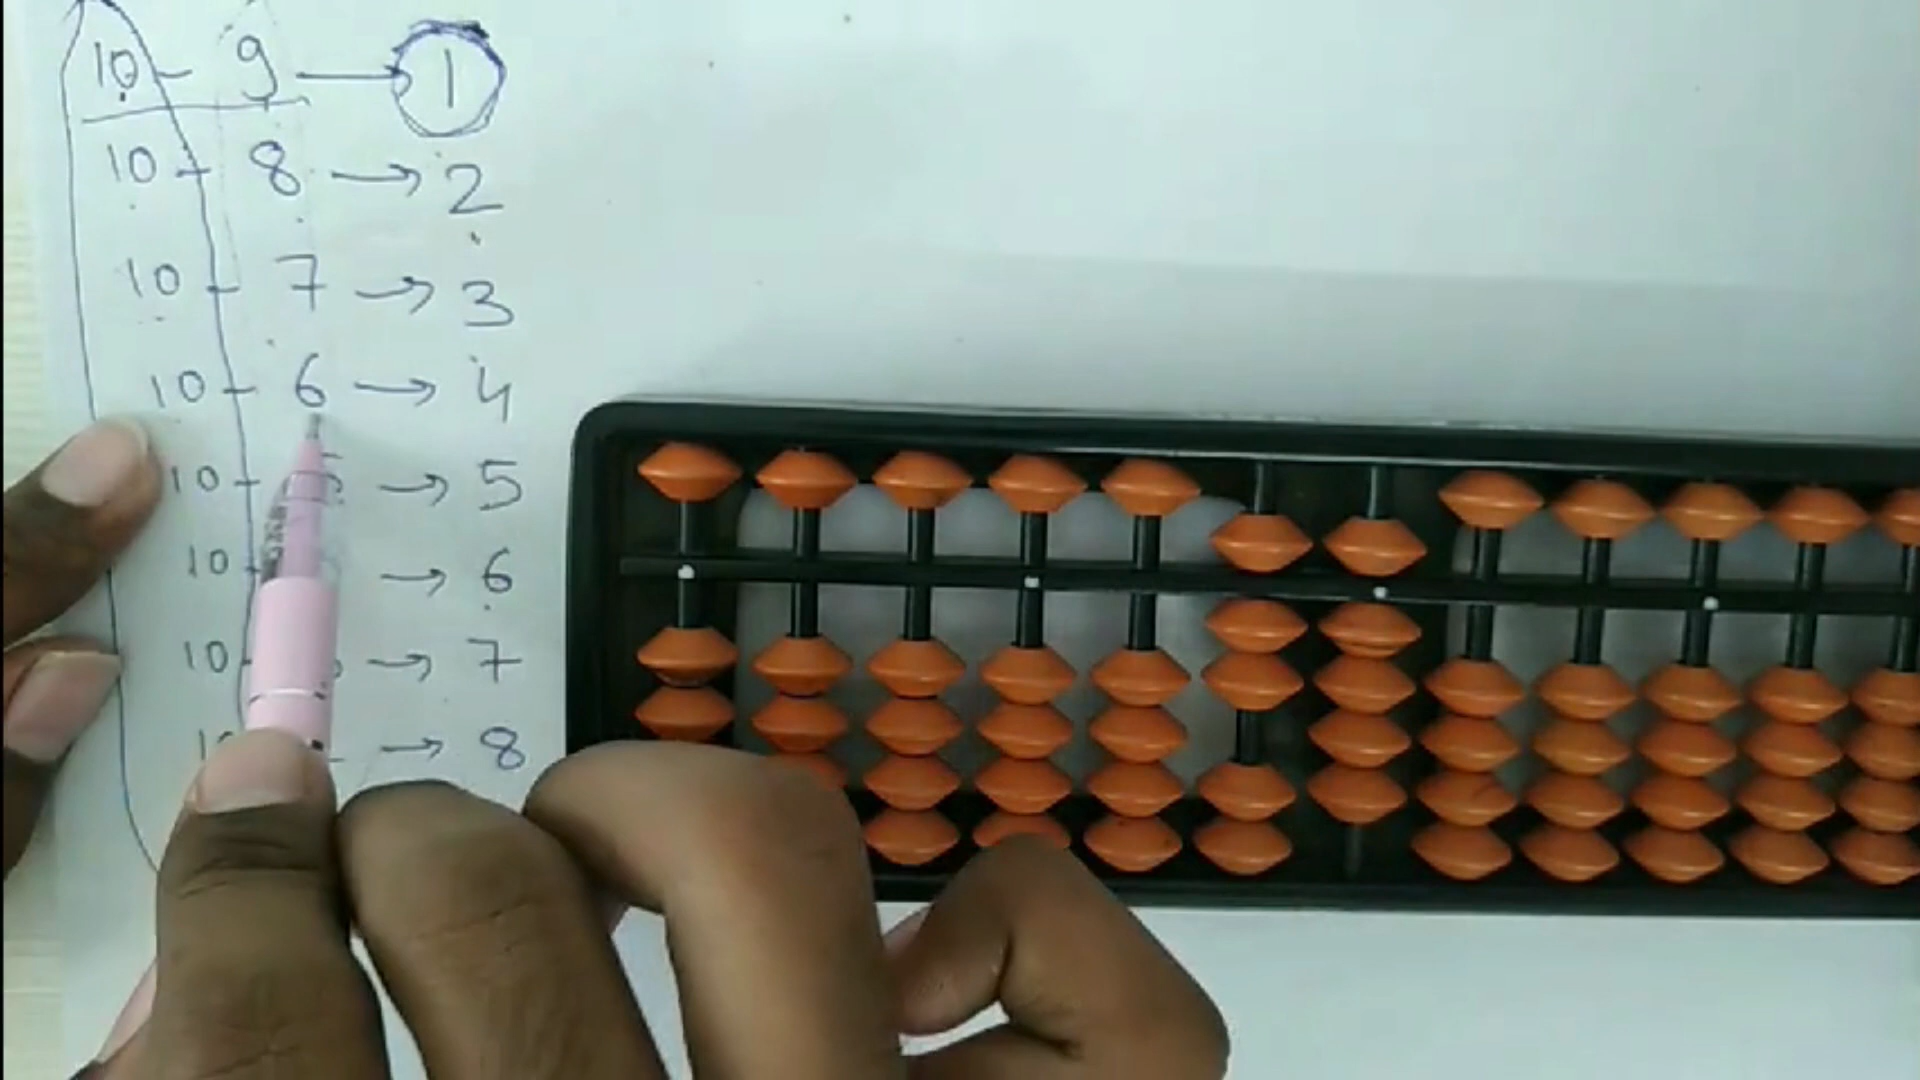 10 - 9 → 1
10 - 8 → 2
10 - 7 → 3
10 - 6 → 4
10 - 5 → 5
10 → 6
10 → 7
→ 8